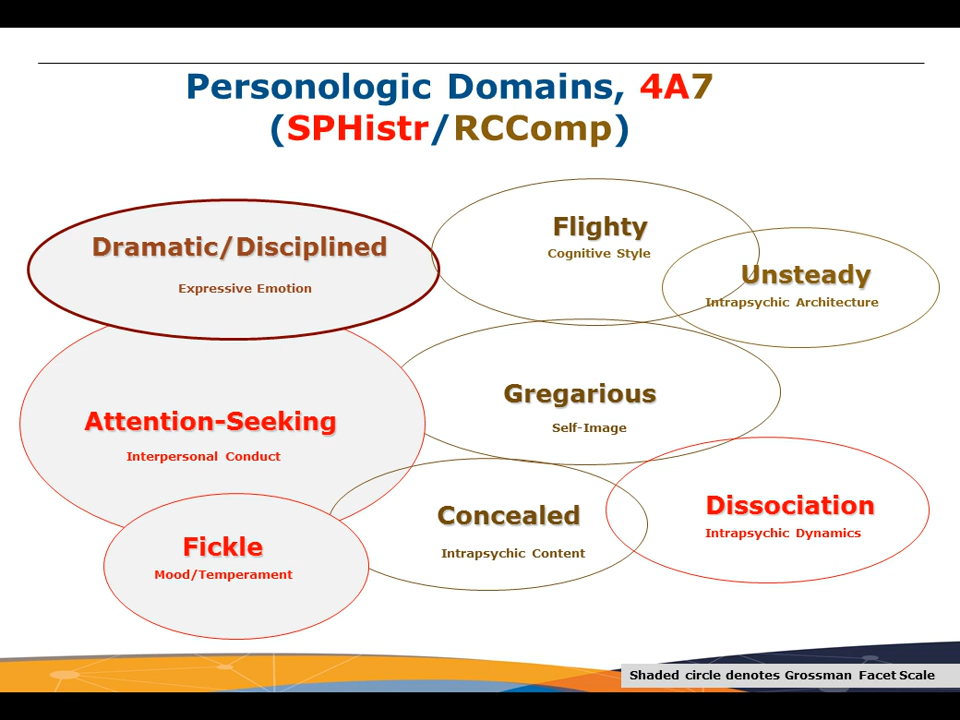 Personologic Domains, 4A7
(SPHistr/RCComp)
Dramatic/Disciplined
Expressive Emotion
Flighty
Cognitive Style
Unsteady
Intrapsychic Architecture
Attention-Seeking
Interpersonal Conduct
Gregarious
Self-Image
Fickle
Mood/Temperament
Concealed
Intrapsychic Content
Dissociation
Intrapsychic Dynamics
Shaded circle denotes Grossman Facet Scale